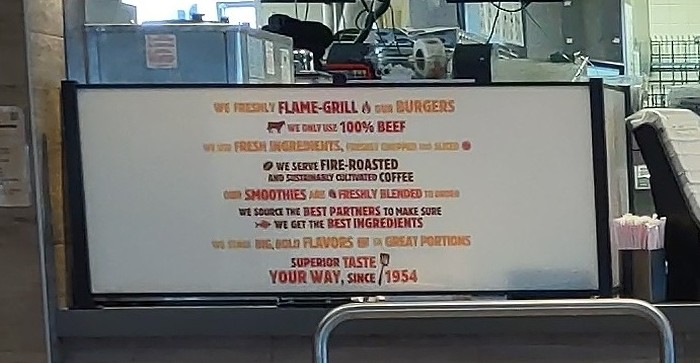 WE FRESHLY FLAME-GRILL OUR BURGERS
WE ONLY USE 100% BEEF
WE USE FRESH INGREDIENTS, FRESHLY CHOPPED AND SLICED
WE SERVE FIRE-ROASTED
AND SUSTAINABLY CULTIVATED COFFEE
OUR SMOOTHIES ARE FRESHLY BLENDED TO ORDER
WE SOURCE THE BEST PARTNERS TO MAKE SURE
WE GET THE BEST INGREDIENTS
WE BIG, BOLD FLAVORS GREAT PORTIONS
SUPERIOR TASTE
YOUR WAY, SINCE 1954